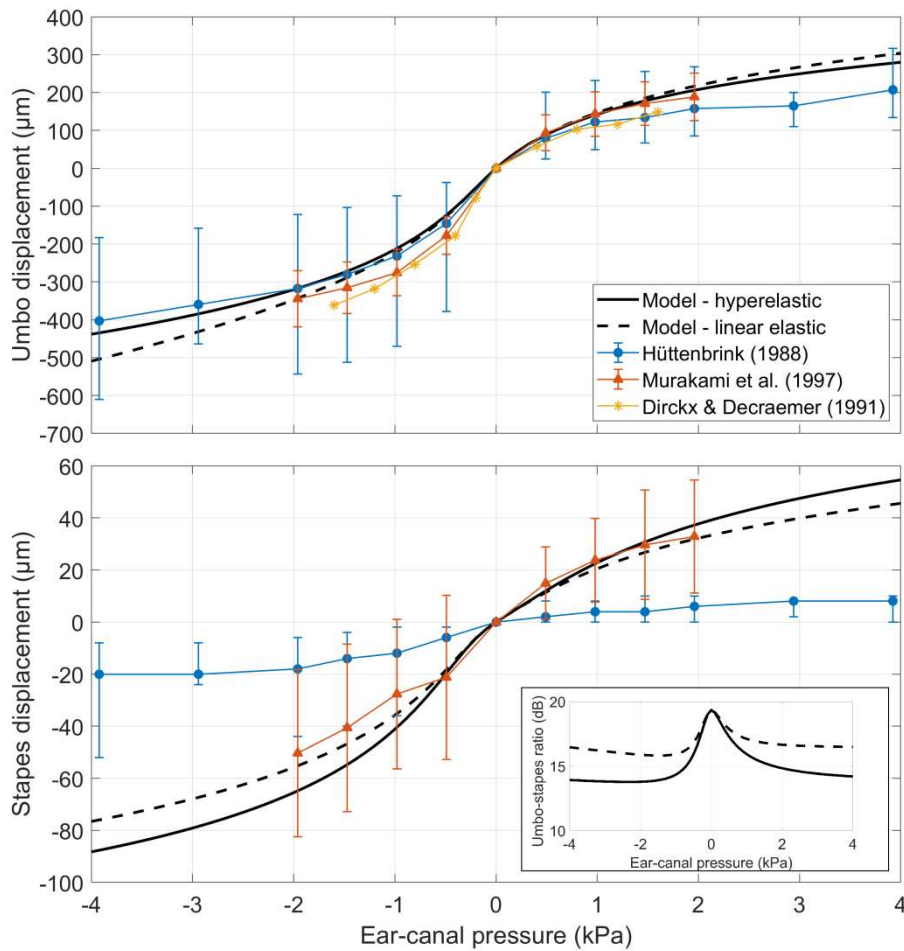 400
300
200
100
0
-100
-200
-300
-400
-500
-600
-700
Umbo displacement (µm)
Model - hyperelastic
Model - linear elastic
Hüttenbrink (1988)
Murakami et al. (1997)
Dirckx & Decraemer (1991)
60
40
20
0
-20
-40
-60
-80
-100
Stapes displacement (µm)
20
15
10
Umbo-stapes ratio (dB)
-4 -2 0 2 4
Ear-canal pressure (kPa)
-4 -3 -2 -1 0 1 2 3 4
Ear-canal pressure (kPa)